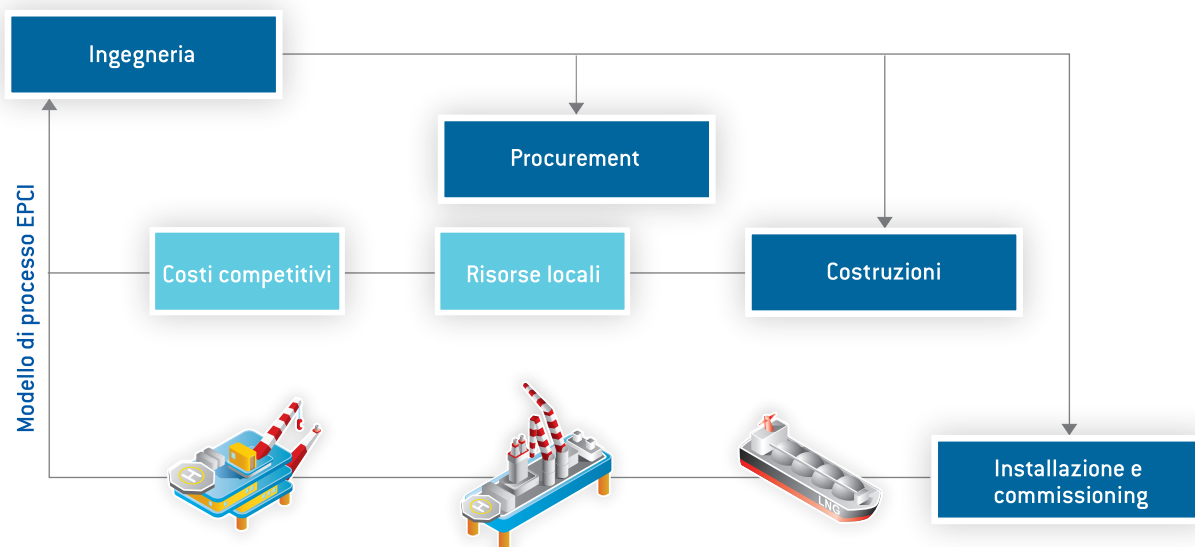 Ingegneria
Procurement
Modello di processo EPCI
Costi competitivi
Risorse locali
Costruzioni
Installazione e
commissioning
H
H
LNG